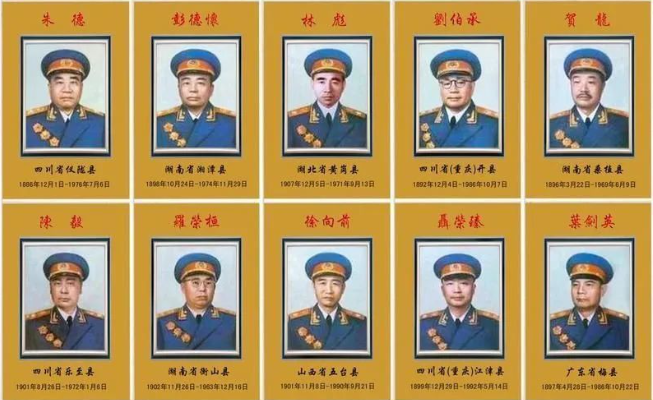 朱德
四川省仪陇县
1886年12月1日-1976年7月6日
彭德懷
湖南省湘潭县
1898年10月24日-1974年11月29日
林彪
湖北省黄冈县
1907年12月5日-1971年9月13日
劉伯承
四川省(重庆)开县
1892年12月4日-1986年10月7日
賀龍
湖南省桑植县
1896年3月22日-1969年6月9日
陳毅
四川省乐至县
1901年8月26日-1972年1月6日
羅榮桓
湖南省衡山县
1902年11月26日-1963年12月16日
徐向前
山西省五台县
1901年11月8日-1990年9月21日
聶榮臻
四川省(重庆)江津县
1899年12月29日-1992年5月14日
葉劍英
广东省梅县
1897年4月28日-1986年10月22日